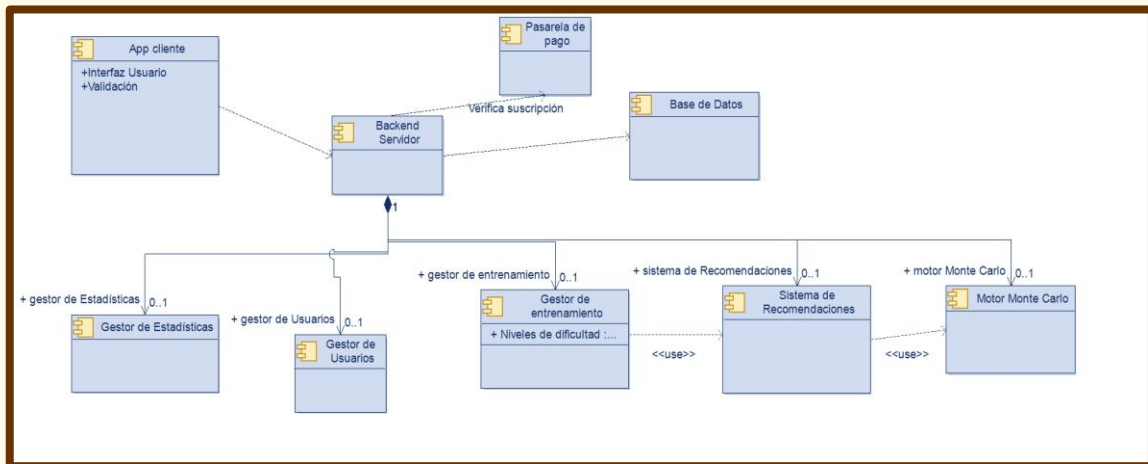 Pasarela de
pago
App cliente
+Interfaz Usuario
+Validación
Verifica suscripción
Base de Datos
Backend
Servidor
1
+ gestor de Estadísticas
0..1
+ gestor de Usuarios
0..1
+ gestor de entrenamiento
0..1
+ sistema de Recomendaciones
0..1
+ motor Monte Carlo
0..1
Gestor de Estadísticas
Gestor de
Usuarios
Gestor de
entrenamiento
+ Niveles de dificultad :...
<<use>>
Sistema de
Recomendaciones
<<use>>
Motor Monte Carlo